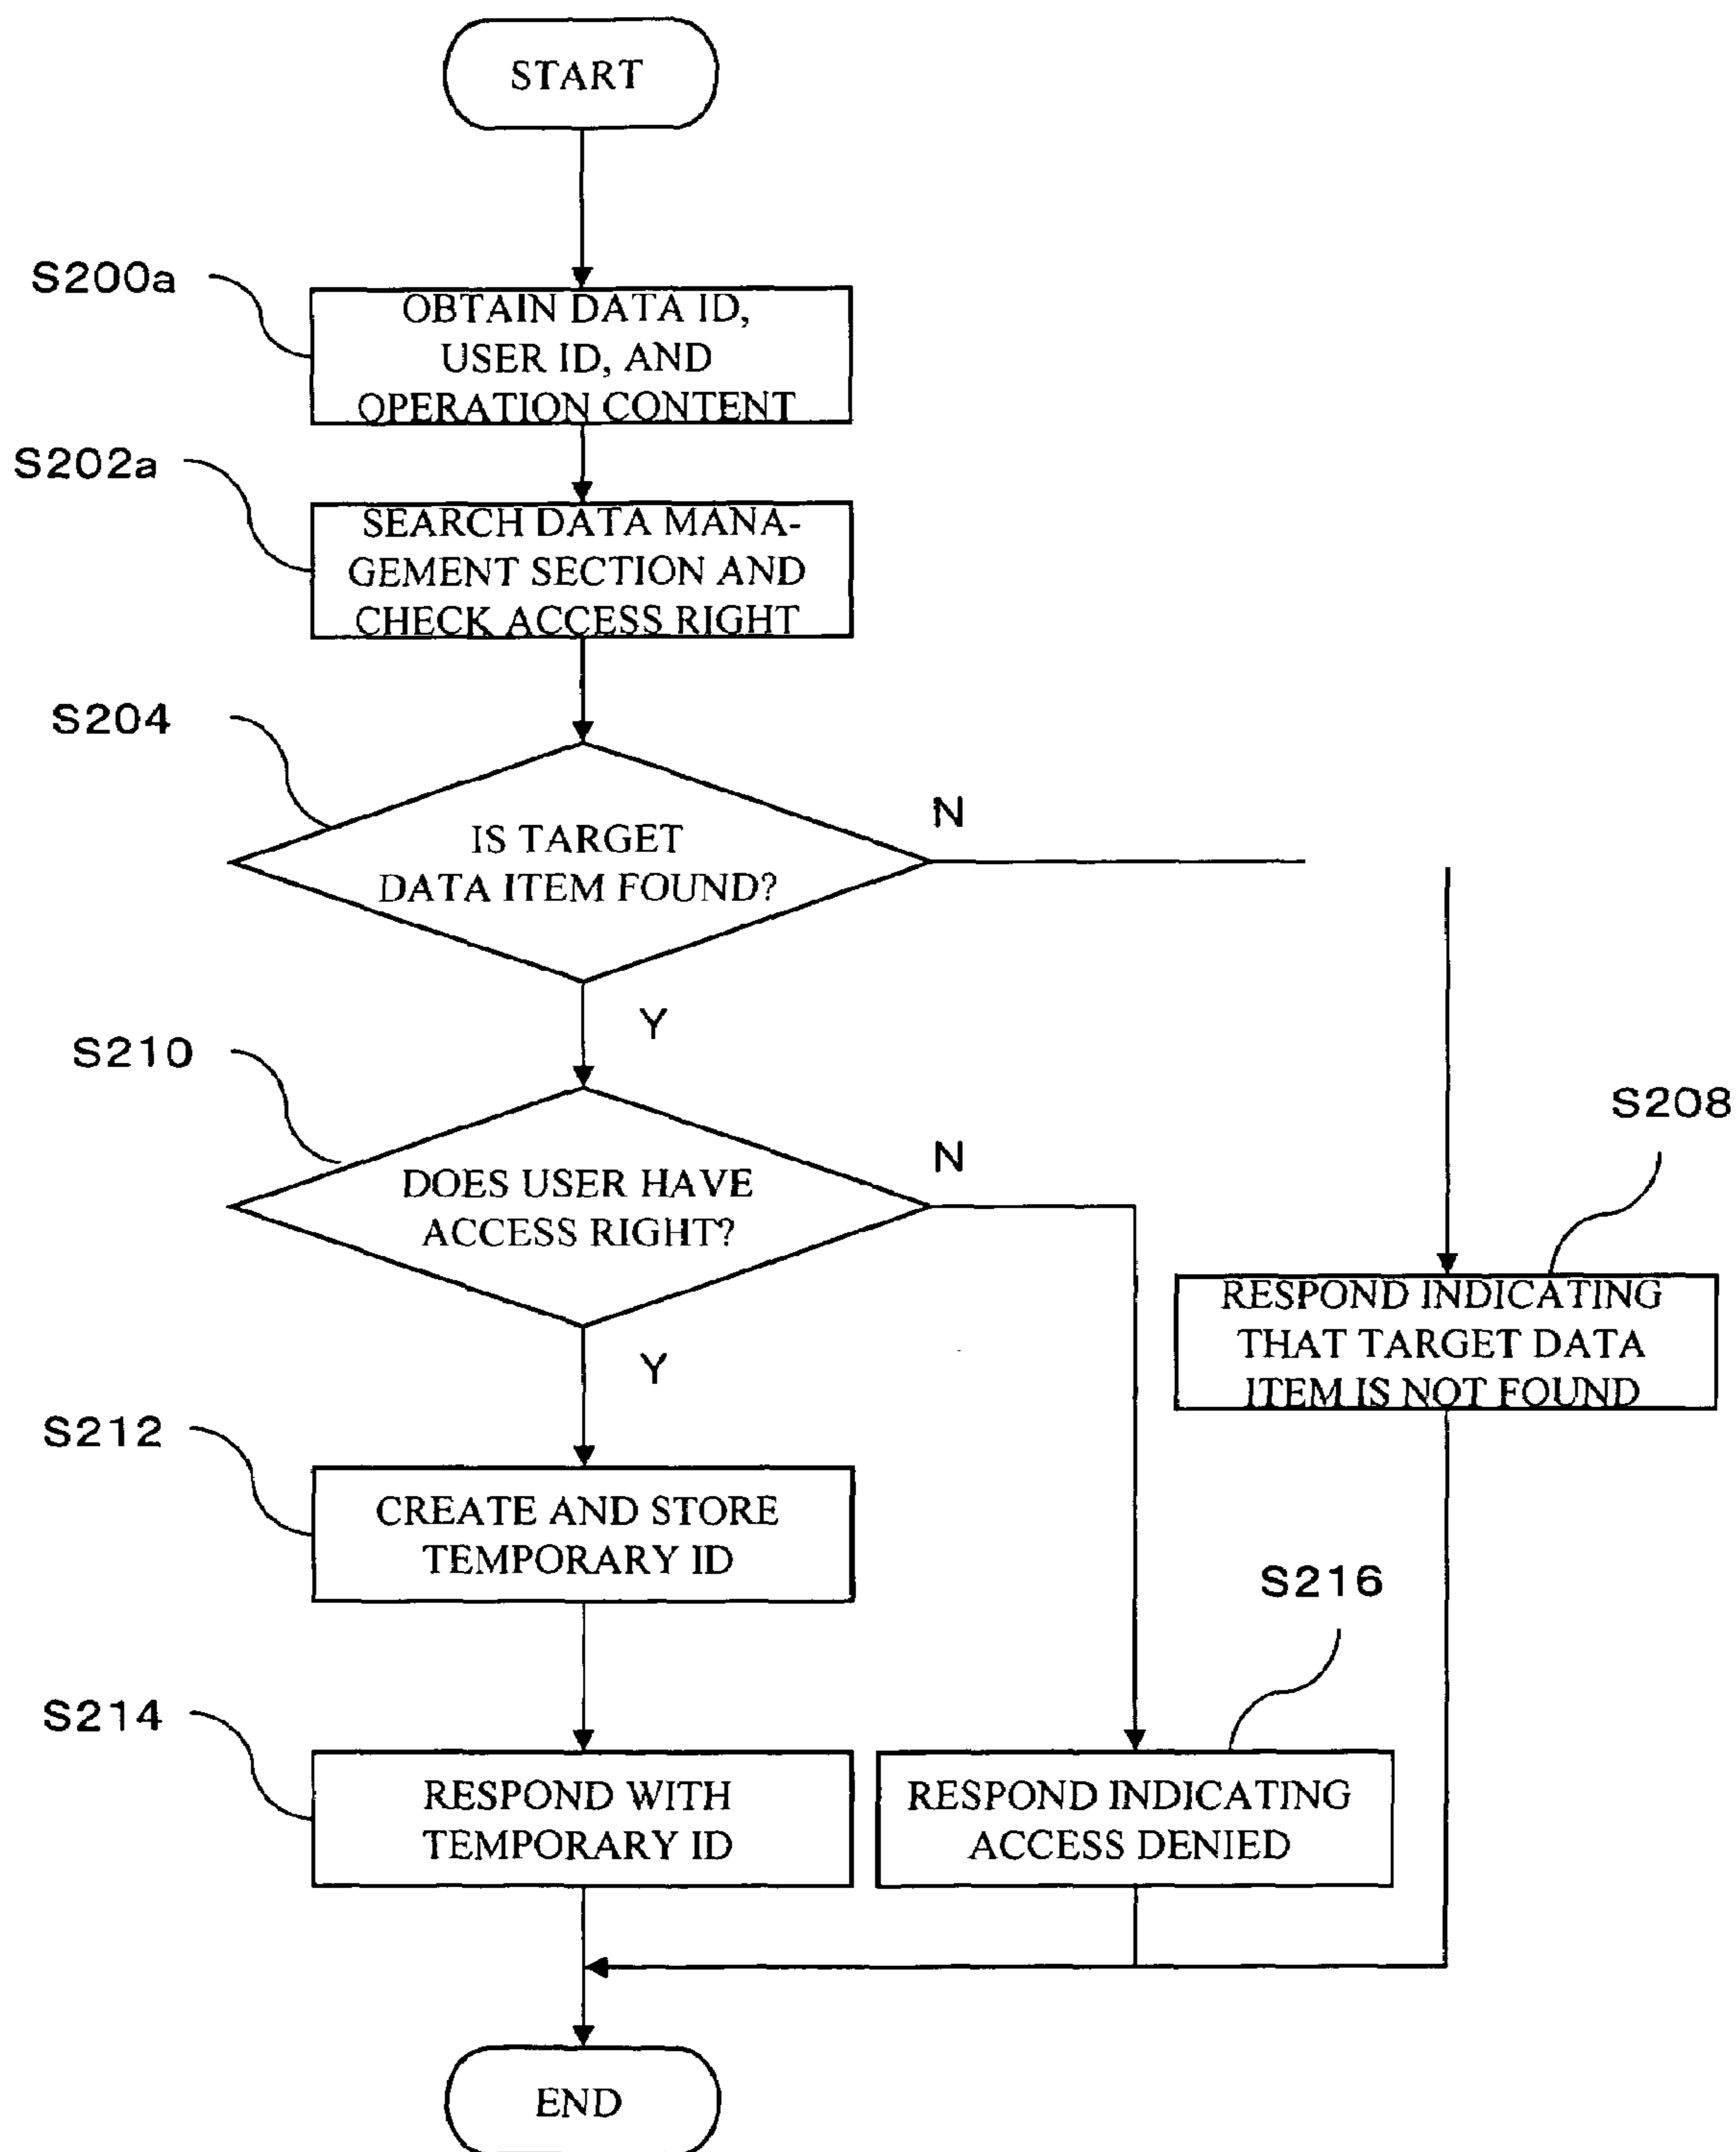 START
S200a
OBTAIN DATA ID,
USER ID, AND
OPERATION CONTENT
S202a
SEARCH DATA MANA-
GEMENT SECTION AND
CHECK ACCESS RIGHT
S204
IS TARGET
DATA ITEM FOUND?
N
Y
S210
DOES USER HAVE
ACCESS RIGHT?
N
Y
S208
RESPOND INDICATING
THAT TARGET DATA
ITEM IS NOT FOUND
S212
CREATE AND STORE
TEMPORARY ID
S214
RESPOND WITH
TEMPORARY ID
S216
RESPOND INDICATING
ACCESS DENIED
END